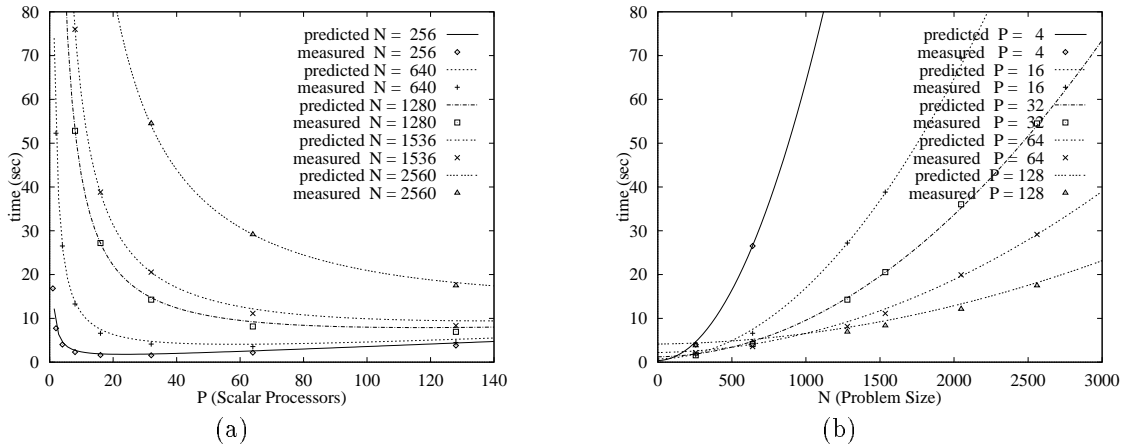 80
70
60
50
40
30
20
10
0
time (sec)
predicted N = 256
measured N = 256
predicted N = 640
measured N = 640
predicted N = 1280
measured N = 1280
predicted N = 1536
measured N = 1536
predicted N = 2560
measured N = 2560
0 20 40 60 80 100 120 140
P (Scalar Processors)
(a)
80
70
60
50
40
30
20
10
0
time (sec)
predicted P = 4
measured P = 4
predicted P = 16
measured P = 16
predicted P = 32
measured P = 32
predicted P = 64
measured P = 64
predicted P = 128
measured P = 128
0 500 1000 1500 2000 2500 3000
N (Problem Size)
(b)